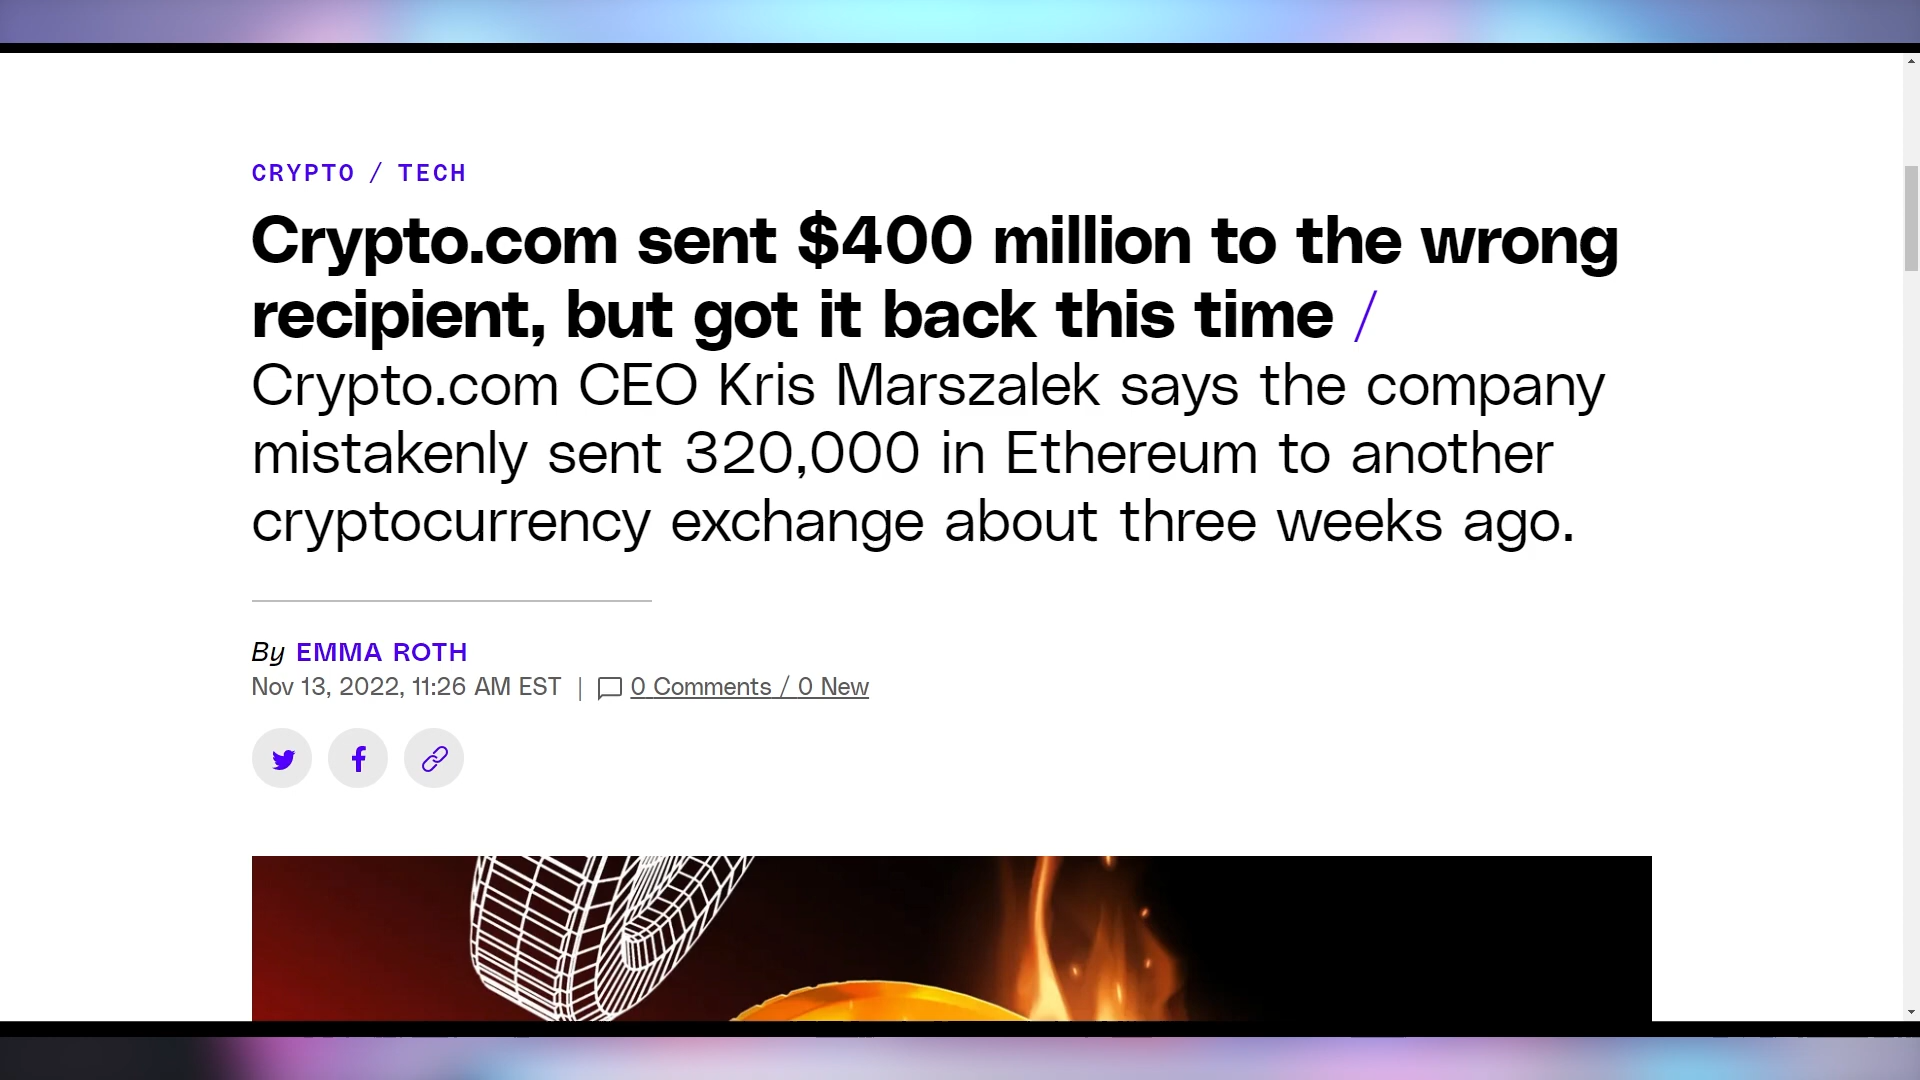 CRYPTO / TECH
Crypto.com sent $400 million to the wrong
recipient, but got it back this time /
Crypto.com CEO Kris Marszalek says the company
mistakenly sent 320,000 in Ethereum to another
cryptocurrency exchange about three weeks ago.
By EMMA ROTH
Nov 13, 2022, 11:26 AM EST | 0 Comments / 0 New